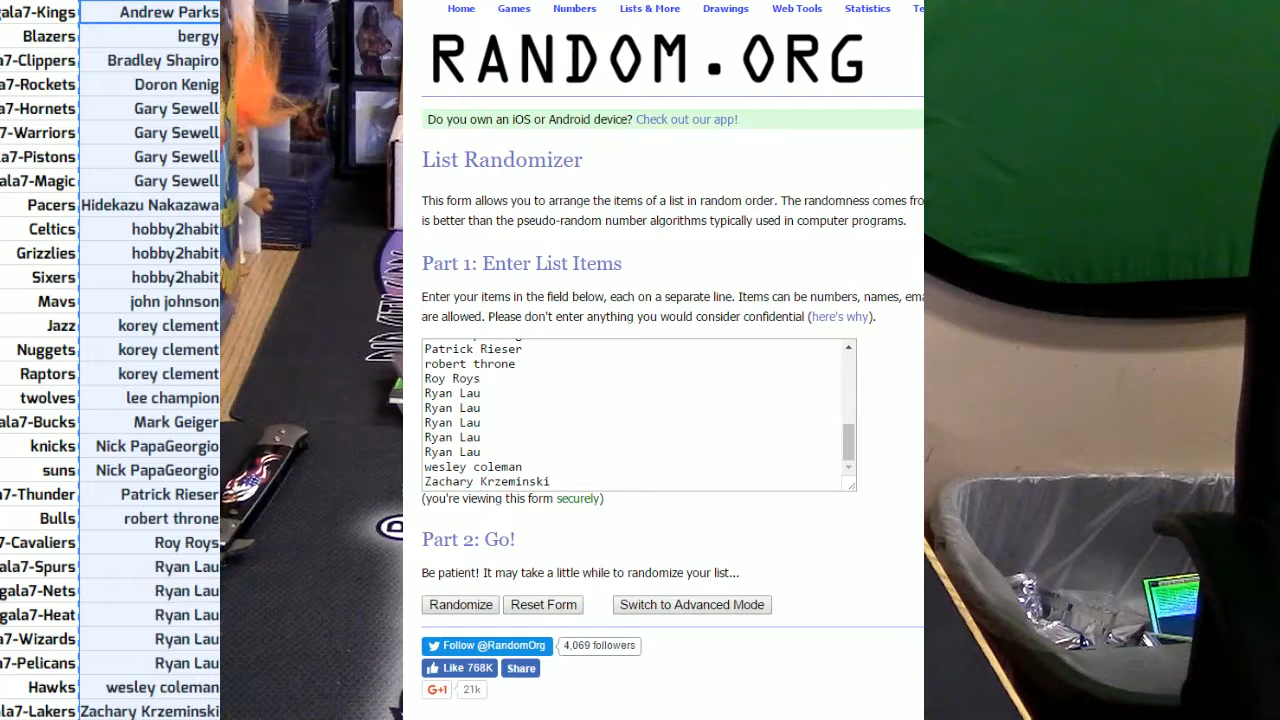 gala7-Kings Andrew Parks
Blazers bergy
la7-Clippers Bradley Shapiro
la7-Rockets Doron Kenig
la7-Hornets Gary Sewell
7-Warriors Gary Sewell
la7-Pistons Gary Sewell
ala7-Magic Gary Sewell
Pacers Hidekazu Nakazawa
Celtics hobby2habit
Grizzlies hobby2habit
Sixers hobby2habit
Mavs john johnson
Jazz korey clement
Nuggets korey clement
Raptors korey clement
twolves lee champion
ala7-Bucks Mark Geiger
knicks Nick PapaGeorgio
suns Nick PapaGeorgio
a7-Thunder Patrick Rieser
Bulls robert throne
7-Cavaliers Roy Roys
ala7-Spurs Ryan Lau
gala7-Nets Ryan Lau
gala7-Heat Ryan Lau
a7-Wizards Ryan Lau
a7-Pelicans Ryan Lau
Hawks wesley coleman
ala7-Lakers Zachary Krzeminski
Home Games Numbers Lists & More Drawings Web Tools Statistics Te
RANDOM.ORG
Do you own an iOS or Android device? Check out our app!
List Randomizer
This form allows you to arrange the items of a list in random order. The randomness comes fro
is better than the pseudo-random number algorithms typically used in computer programs.
Part 1: Enter List Items
Enter your items in the field below, each on a separate line. Items can be numbers, names, ema
are allowed. Please don't enter anything you would consider confidential (here's why).
Patrick Rieser
robert throne
Roy Roys
Ryan Lau
Ryan Lau
Ryan Lau
Ryan Lau
Ryan Lau
wesley coleman
Zachary Krzeminski
(you're viewing this form securely)
Part 2: Go!
Be patient! It may take a little while to randomize your list...
Randomize Reset Form Switch to Advanced Mode
Follow @RandomOrg 4,069 followers
Like 768K Share
G+1 21k